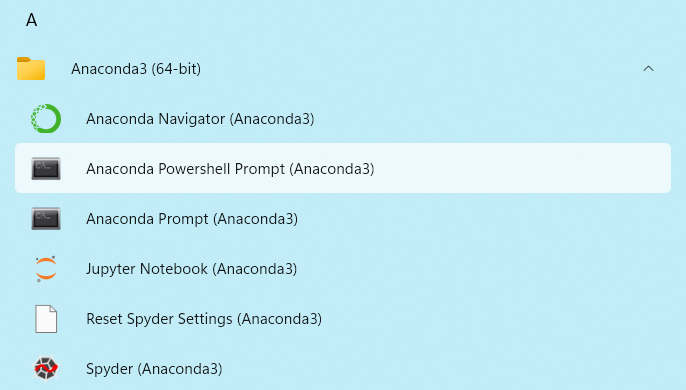 A
Anaconda3 (64-bit)
Anaconda Navigator (Anaconda3)
Anaconda Powershell Prompt (Anaconda3)
Anaconda Prompt (Anaconda3)
Jupyter Notebook (Anaconda3)
Reset Spyder Settings (Anaconda3)
Spyder (Anaconda3)